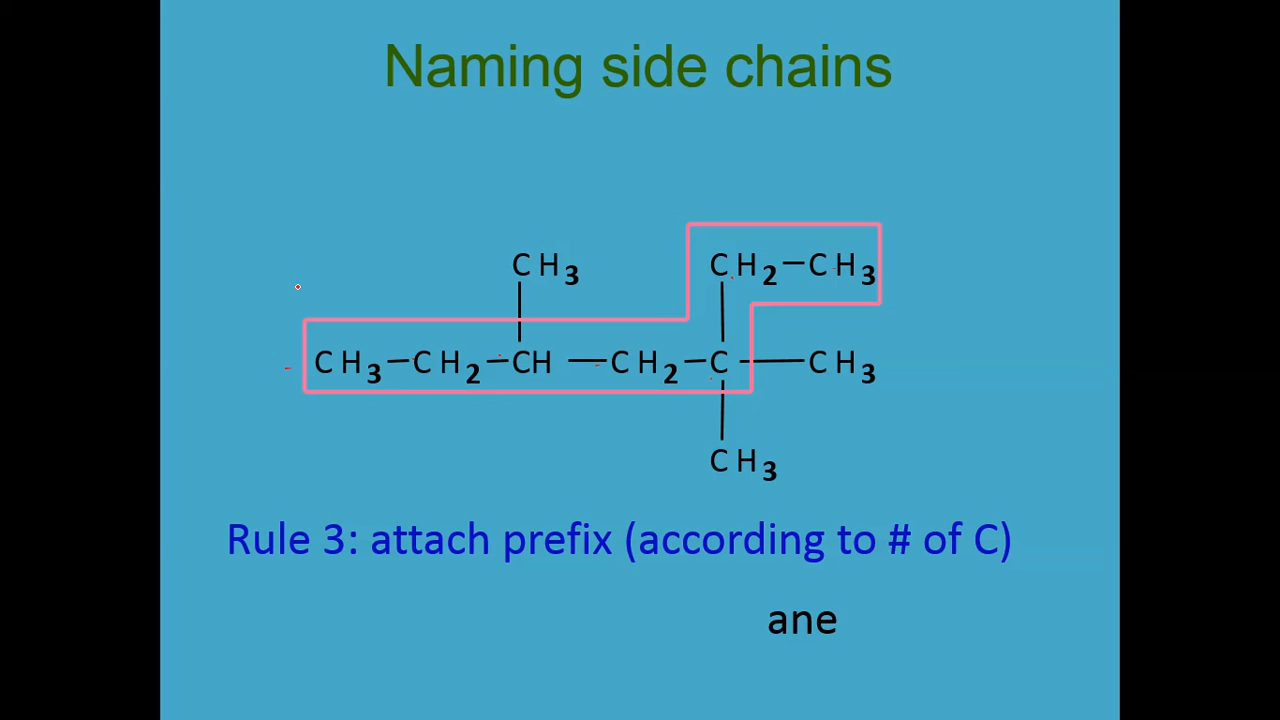 Naming side chains
CH3 CH2–CH3
CH3–CH2–CH–CH2–C–CH3
CH3
Rule 3: attach prefix (according to # of C)
ane